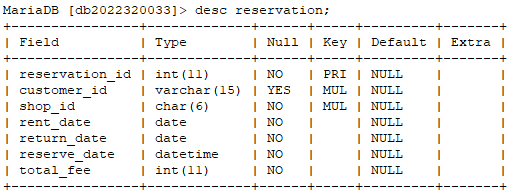 MariaDB [db2022320033]> desc reservation;
+----------------+-------------+------+-----+---------+-------+
| Field          | Type        | Null | Key | Default | Extra |
+----------------+-------------+------+-----+---------+-------+
| reservation_id | int(11)     | NO   | PRI | NULL    |       |
| customer_id    | varchar(15) | YES  | MUL | NULL    |       |
| shop_id        | char(6)     | NO   | MUL | NULL    |       |
| rent_date      | date        | NO   |     | NULL    |       |
| return_date    | date        | NO   |     | NULL    |       |
| reserve_date   | datetime    | NO   |     | NULL    |       |
| total_fee      | int(11)     | NO   |     | NULL    |       |
+----------------+-------------+------+-----+---------+-------+